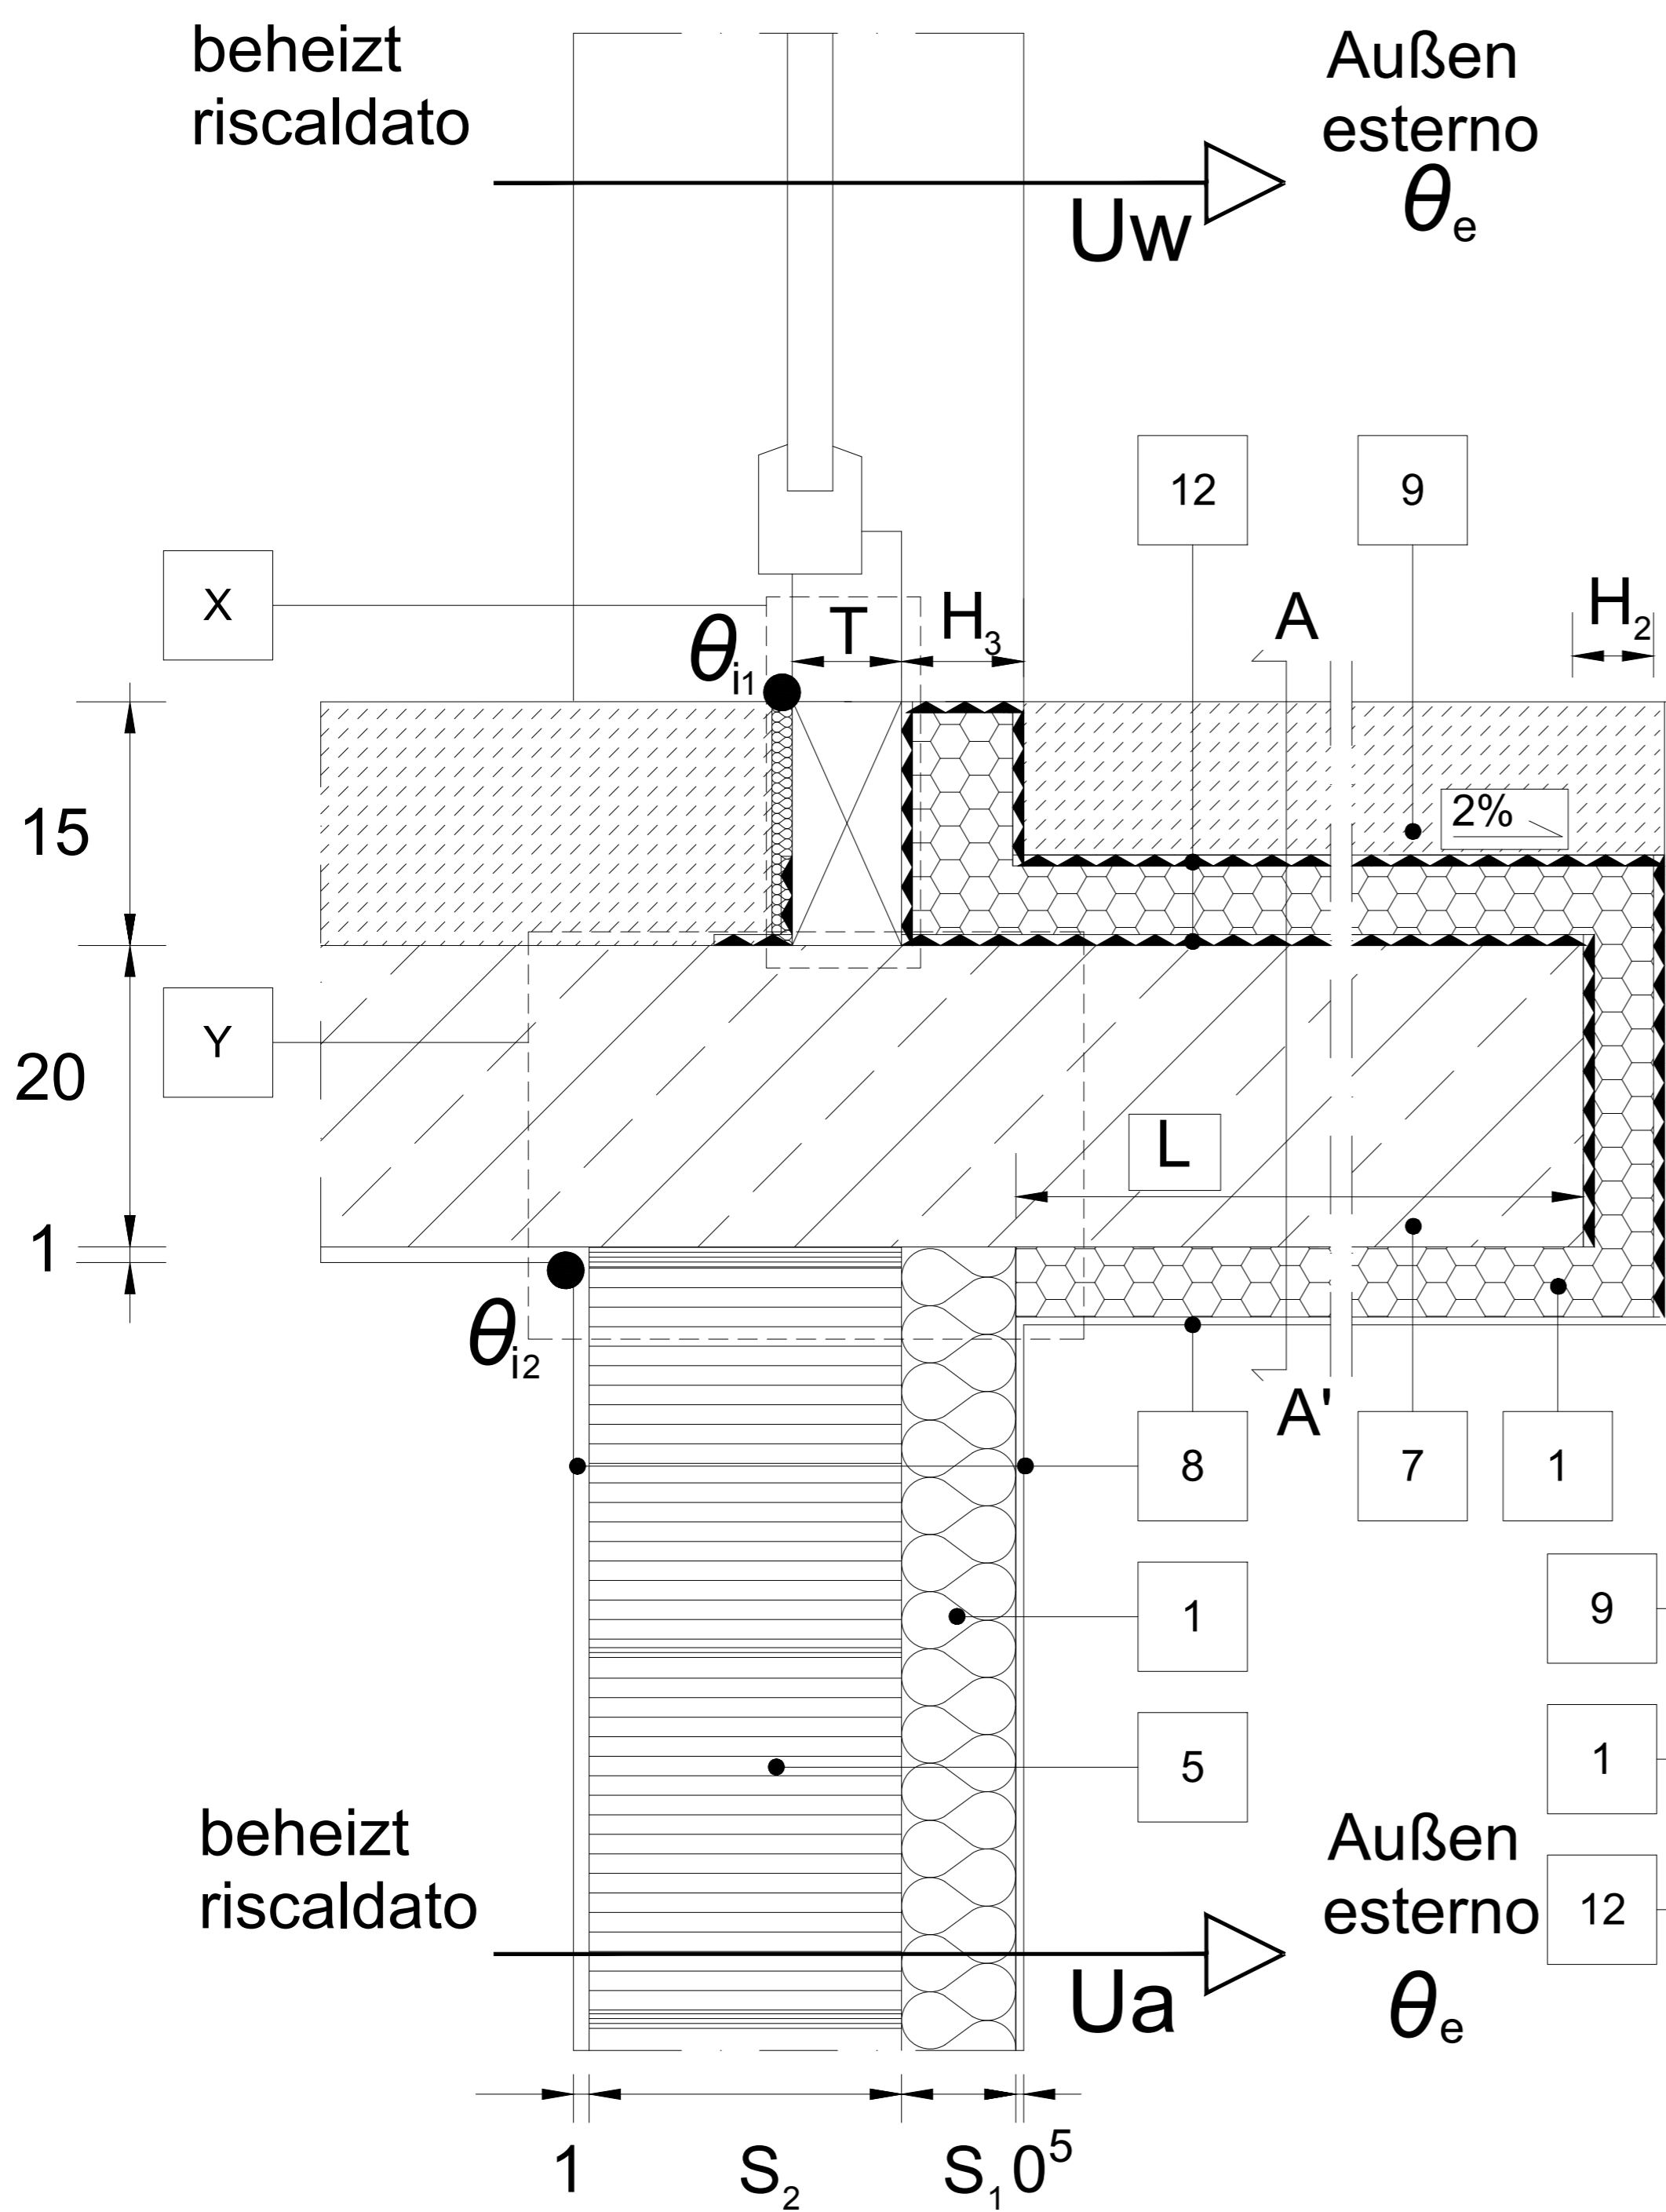 beheizt
riscaldato
Außen
esterno
θe
Uw
12
9
X
θi1
T
H3
A
H2
15
2%
Y
20
L
1
θi2
A'
8
7
1
1
9
5
1
beheizt
riscaldato
Außen
esterno
12
Ua
θe
1
S2
S1
0⁵